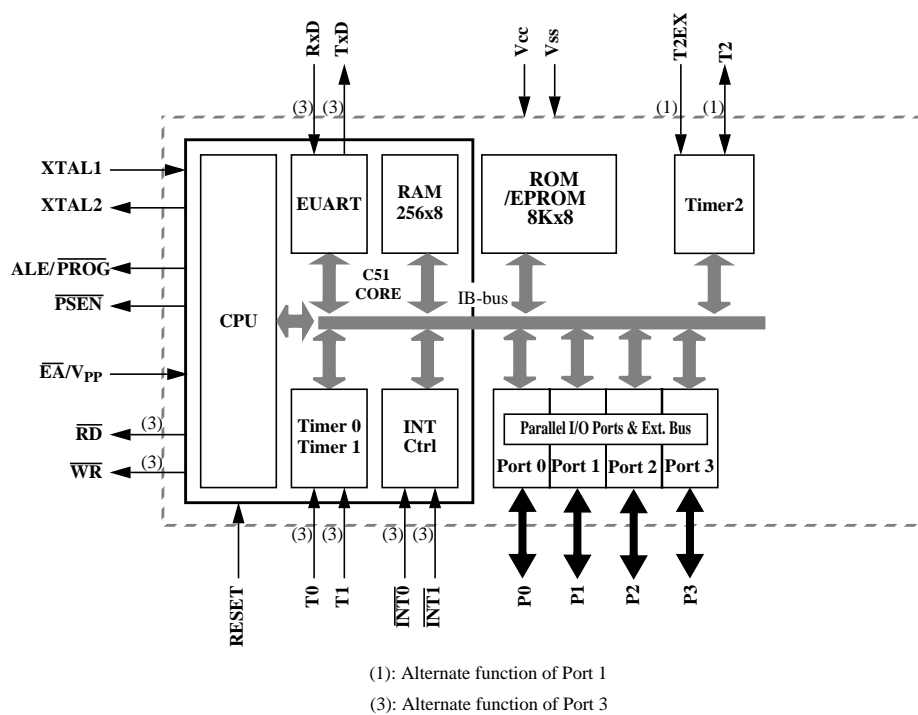 RxD
TxD
Vcc
Vss
T2EX
T2
(3)
(3)
(1)
(1)
XTAL1
XTAL2
ALE/PROG
PSEN
EA/VPP
RD
(3)
WR
(3)
CPU
EUART
RAM
256x8
ROM
/EPROM
8Kx8
Timer2
C51
CORE
IB-bus
Timer 0
Timer 1
INT
Ctrl
Parallel I/O Ports & Ext. Bus
Port 0
Port 1
Port 2
Port 3
(3)
(3)
(3)
(3)
RESET
T0
T1
INT0
INT1
P0
P1
P2
P3
(1): Alternate function of Port 1
(3): Alternate function of Port 3